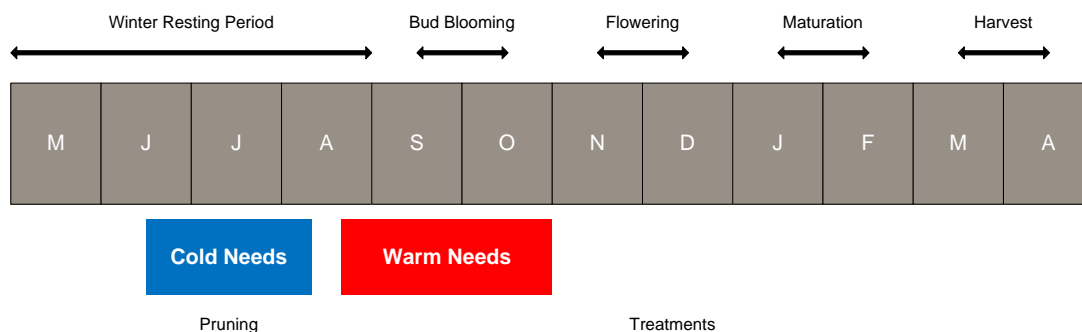 Winter Resting Period Bud Blooming Flowering Maturation Harvest
M J J A S O N D J F M A
Cold Needs Warm Needs
Pruning Treatments